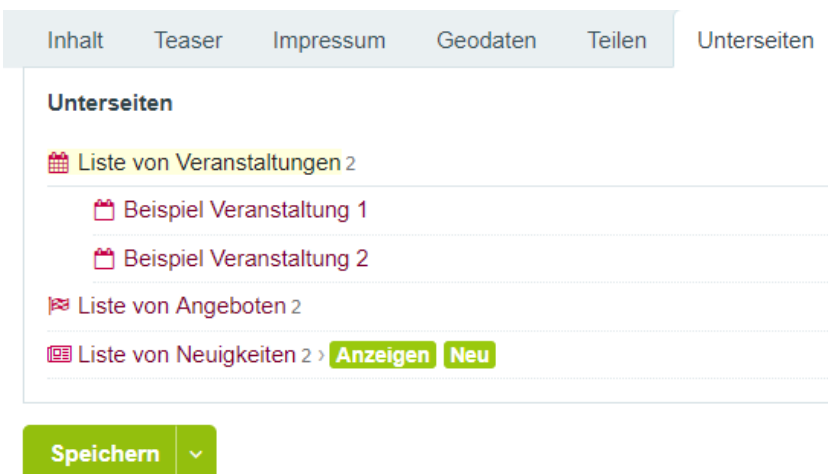 Inhalt Teaser Impressum Geodaten Teilen Unterseiten
Unterseiten
Liste von Veranstaltungen 2
Beispiel Veranstaltung 1
Beispiel Veranstaltung 2
Liste von Angeboten 2
Liste von Neuigkeiten 2 › Anzeigen Neu
Speichern